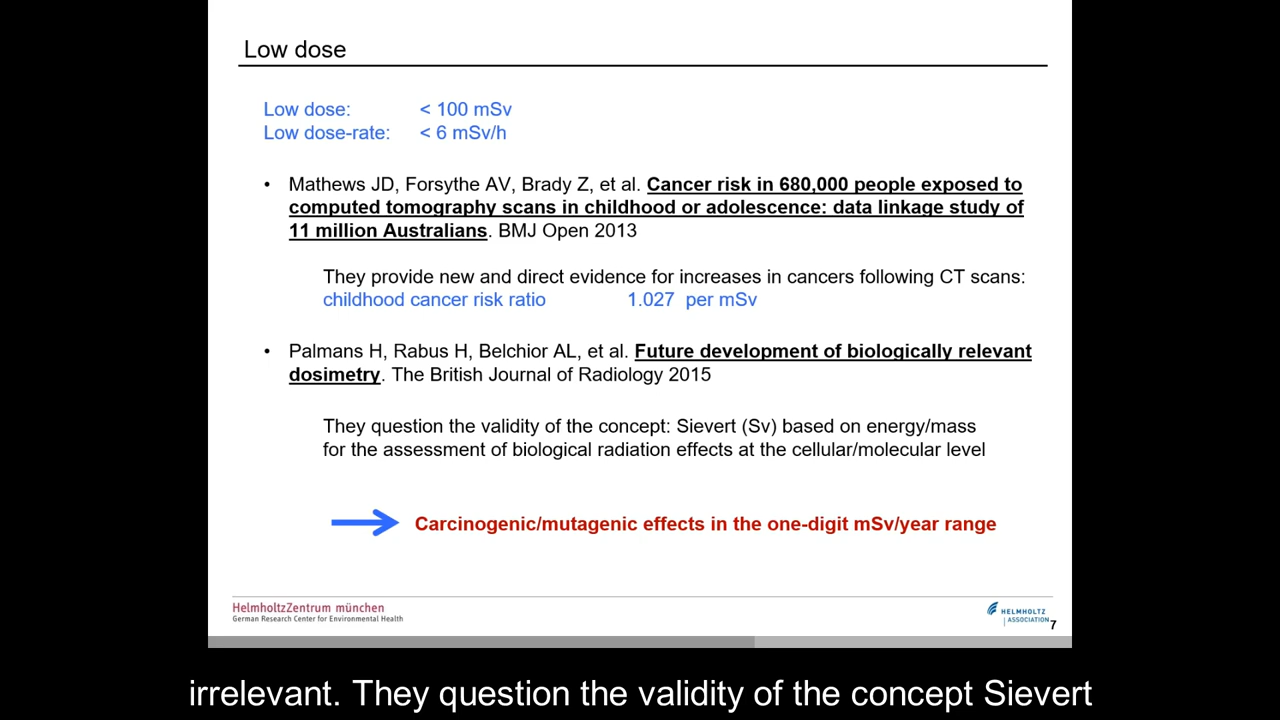 Low dose
Low dose: < 100 mSv
Low dose-rate: < 6 mSv/h
• Mathews JD, Forsythe AV, Brady Z, et al. Cancer risk in 680,000 people exposed to
computed tomography scans in childhood or adolescence: data linkage study of
11 million Australians. BMJ Open 2013
They provide new and direct evidence for increases in cancers following CT scans:
childhood cancer risk ratio 1.027 per mSv
• Palmans H, Rabus H, Belchior AL, et al. Future development of biologically relevant
dosimetry. The British Journal of Radiology 2015
They question the validity of the concept: Sievert (Sv) based on energy/mass
for the assessment of biological radiation effects at the cellular/molecular level
Carcinogenic/mutagenic effects in the one-digit mSv/year range
HelmholtzZentrum münchen
German Research Center for Environmental Health
HELMHOLTZ
| ASSOCIATION
7
irrelevant. They question the validity of the concept Sievert